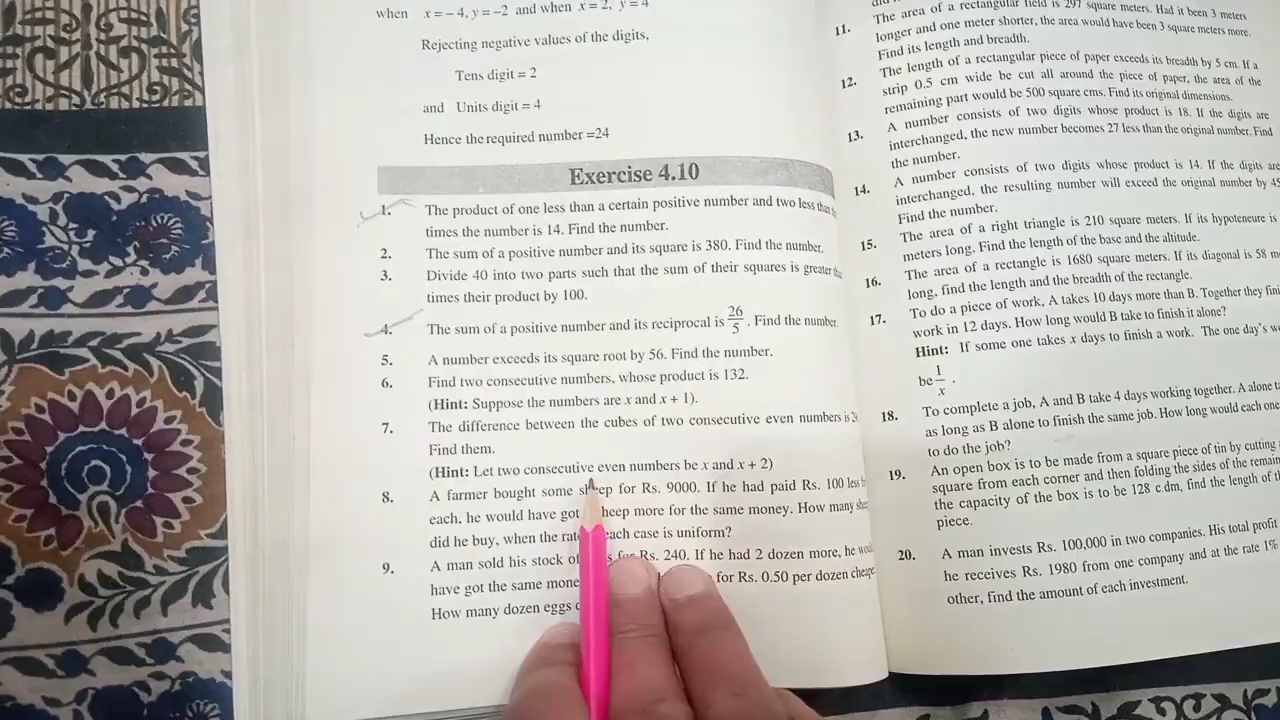 when x = – 4, y = –2 and when x = 2, y = 4
Rejecting negative values of the digits,
Tens digit = 2
and Units digit = 4
Hence the required number =24
Exercise 4.10
1. The product of one less than a certain positive number and two less than
times the number is 14. Find the number.
2. The sum of a positive number and its square is 380. Find the number.
3. Divide 40 into two parts such that the sum of their squares is greater
times their product by 100.
4. The sum of a positive number and its reciprocal is 26/5 . Find the number.
5. A number exceeds its square root by 56. Find the number.
6. Find two consecutive numbers, whose product is 132.
(Hint: Suppose the numbers are x and x + 1).
7. The difference between the cubes of two consecutive even numbers is
Find them.
(Hint: Let two consecutive even numbers be x and x + 2)
8. A farmer bought some sheep for Rs. 9000. If he had paid Rs. 100 less
each, he would have got heep more for the same money. How many
did he buy, when the rate each case is uniform?
9. A man sold his stock of s for Rs. 240. If he had 2 dozen more, he
have got the same mone for Rs. 0.50 per dozen
How many dozen eggs
11. The area of a rectangular field is 297 square meters. Had it been 3 meters
longer and one meter shorter, the area would have been 3 square meters more.
Find its length and breadth.
12. The length of a rectangular piece of paper exceeds its breadth by 5 cm. If a
strip 0.5 cm wide be cut all around the piece of paper, the area of the
remaining part would be 500 square cms. Find its original dimensions.
13. A number consists of two digits whose product is 18. If the digits are
interchanged, the new number becomes 27 less than the original number. Find
the number.
14. A number consists of two digits whose product is 14. If the digits are
interchanged, the resulting number will exceed the original number by 45
Find the number.
15. The area of a right triangle is 210 square meters. If its hypoteneure is
meters long. Find the length of the base and the altitude.
16. The area of a rectangle is 1680 square meters. If its diagonal is 58
long, find the length and the breadth of the rectangle.
17. To do a piece of work, A takes 10 days more than B. Together they
work in 12 days. How long would B take to finish it alone?
Hint: If some one takes x days to finish a work. The one day's
be 1/x .
18. To complete a job, A and B take 4 days working together. A alone
as long as B alone to finish the same job. How long would each one
to do the job?
19. An open box is to be made from a square piece of tin by cutting
square from each corner and then folding the sides of the
the capacity of the box is to be 128 c.dm, find the length of
piece.
20. A man invests Rs. 100,000 in two companies. His total profit
he receives Rs. 1980 from one company and at the rate 1%
other, find the amount of each investment.